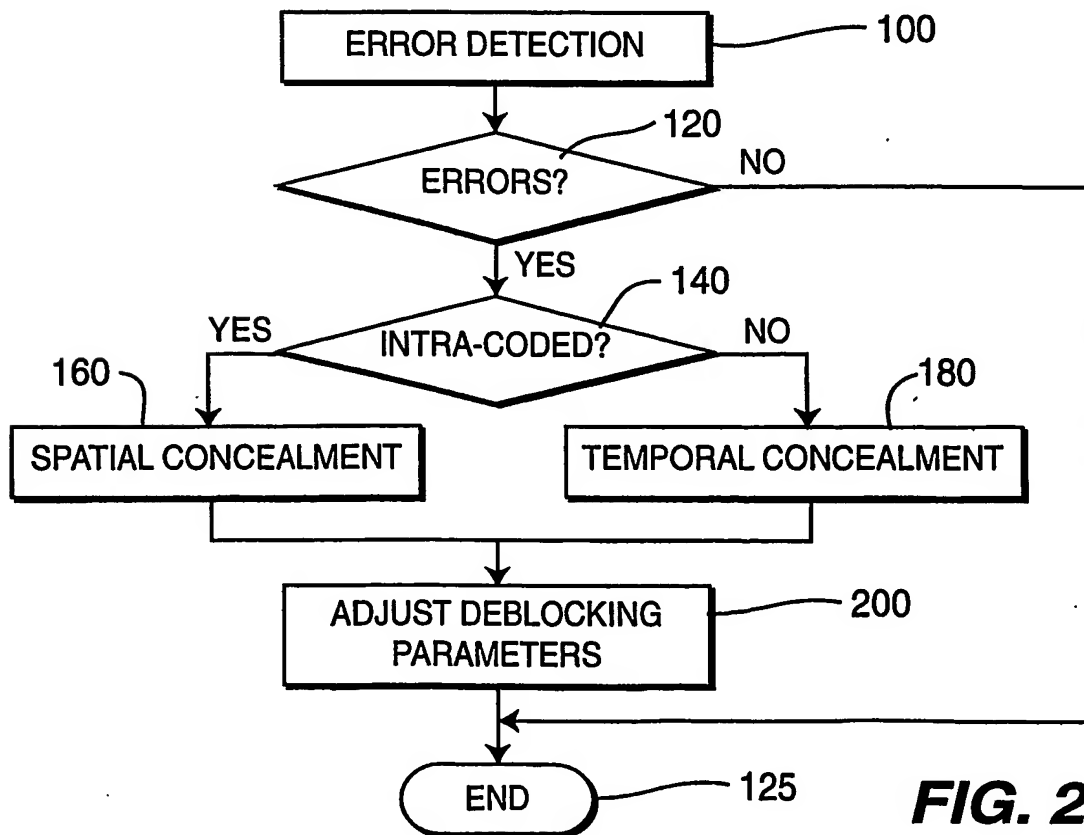 ERROR DETECTION
100
120
ERRORS?
NO
YES
140
YES
INTRA-CODED?
NO
160
180
SPATIAL CONCEALMENT
TEMPORAL CONCEALMENT
ADJUST DEBLOCKING
PARAMETERS
200
END
125
FIG. 2